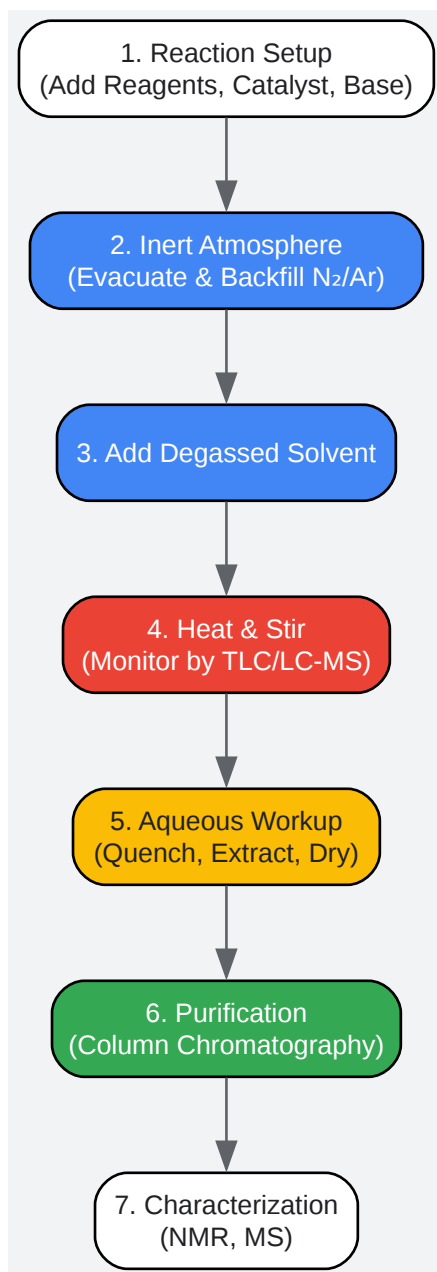 1. Reaction Setup
(Add Reagents, Catalyst, Base)
2. Inert Atmosphere
(Evacuate & Backfill N₂/Ar)
3. Add Degassed Solvent
4. Heat & Stir
(Monitor by TLC/LC-MS)
5. Aqueous Workup
(Quench, Extract, Dry)
6. Purification
(Column Chromatography)
7. Characterization
(NMR, MS)